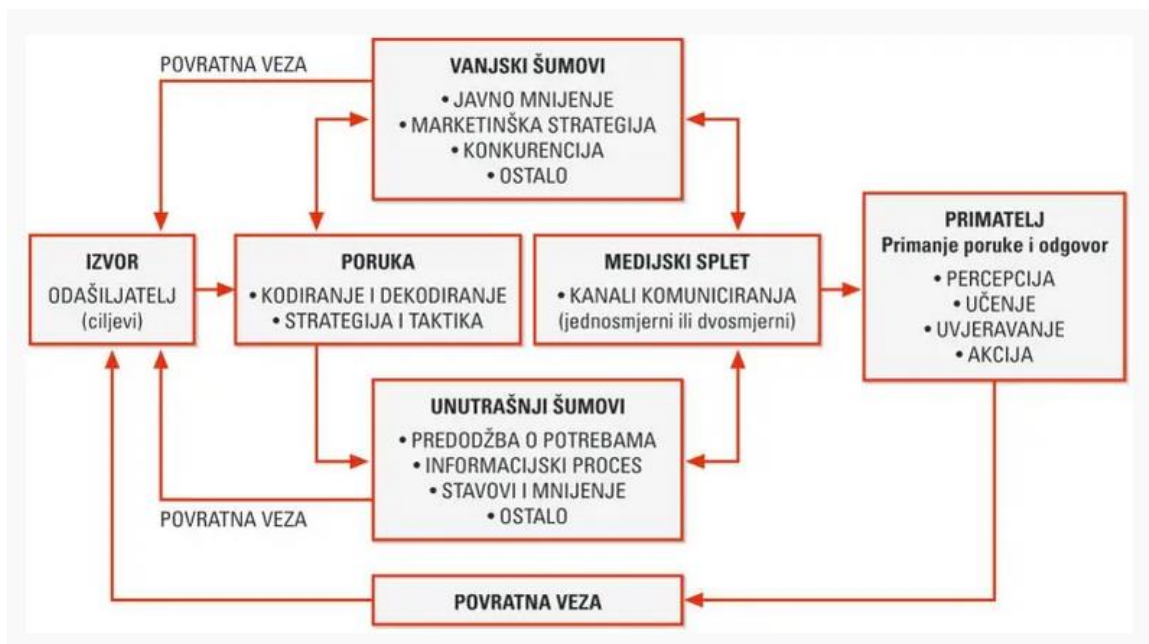 POVRATNA VEZA
VANJSKI ŠUMOVI
• JAVNO MNIJENJE
• MARKETINŠKA STRATEGIJA
• KONKURENCIJA
• OSTALO
IZVOR
ODAŠILJATELJ
(ciljevi)
PORUKA
• KODIRANJE I DEKODIRANJE
• STRATEGIJA I TAKTIKA
MEDIJSKI SPLET
• KANALI KOMUNICIRANJA
(jednosmjerni ili dvosmjerni)
PRIMATELJ
Primanje poruke i odgovor
• PERCEPCIJA
• UČENJE
• UVJERAVANJE
• AKCIJA
UNUTRAŠNJI ŠUMOVI
• PREDODŽBA O POTREBAMA
• INFORMACIJSKI PROCES
• STAVOVI I MNIJENJE
• OSTALO
POVRATNA VEZA
POVRATNA VEZA